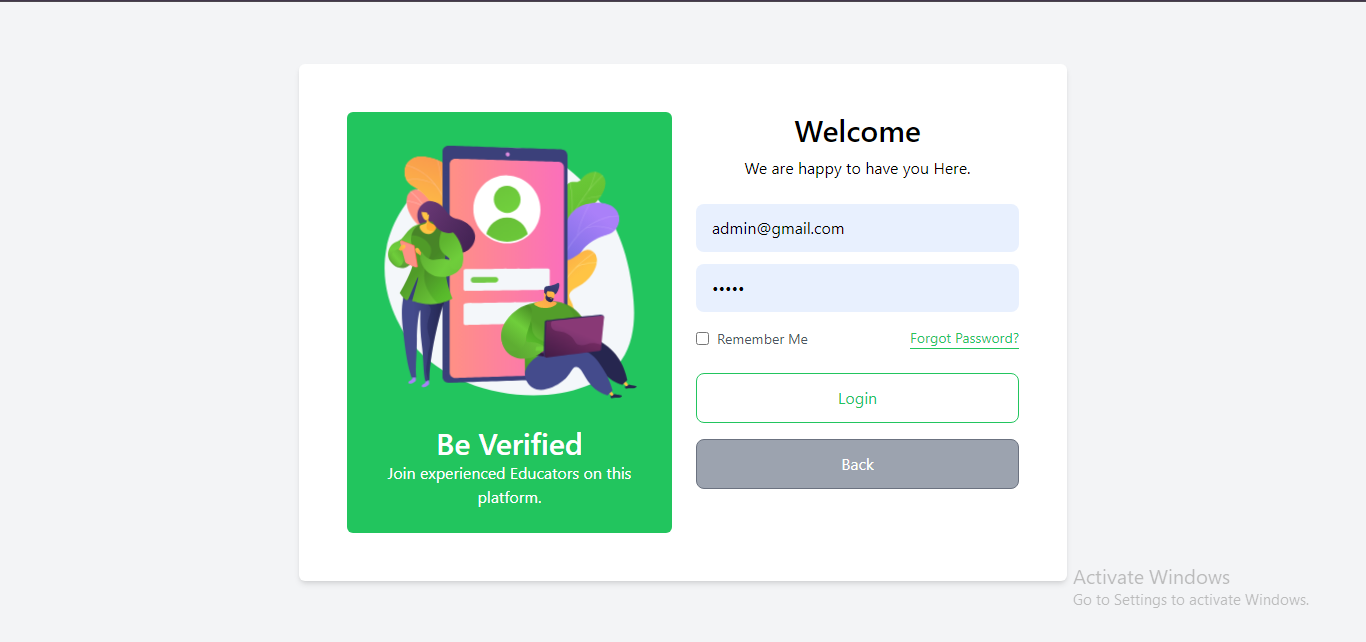 Be Verified
Join experienced Educators on this
platform.
Welcome
We are happy to have you Here.
admin@gmail.com
•••••
Remember Me
Forgot Password?
Login
Back
Activate Windows
Go to Settings to activate Windows.